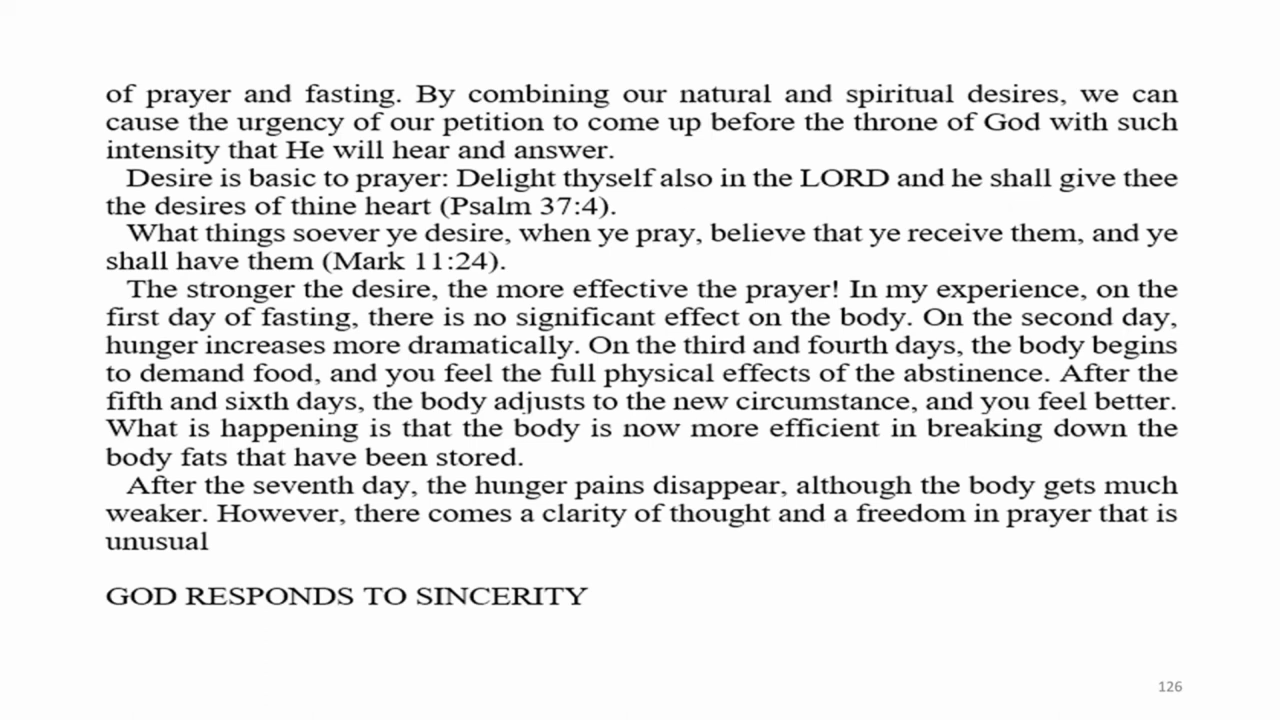 of prayer and fasting. By combining our natural and spiritual desires, we can
cause the urgency of our petition to come up before the throne of God with such
intensity that He will hear and answer.
Desire is basic to prayer: Delight thyself also in the LORD and he shall give thee
the desires of thine heart (Psalm 37:4).
What things soever ye desire, when ye pray, believe that ye receive them, and ye
shall have them (Mark 11:24).
The stronger the desire, the more effective the prayer! In my experience, on the
first day of fasting, there is no significant effect on the body. On the second day,
hunger increases more dramatically. On the third and fourth days, the body begins
to demand food, and you feel the full physical effects of the abstinence. After the
fifth and sixth days, the body adjusts to the new circumstance, and you feel better.
What is happening is that the body is now more efficient in breaking down the
body fats that have been stored.
After the seventh day, the hunger pains disappear, although the body gets much
weaker. However, there comes a clarity of thought and a freedom in prayer that is
unusual
GOD RESPONDS TO SINCERITY
126